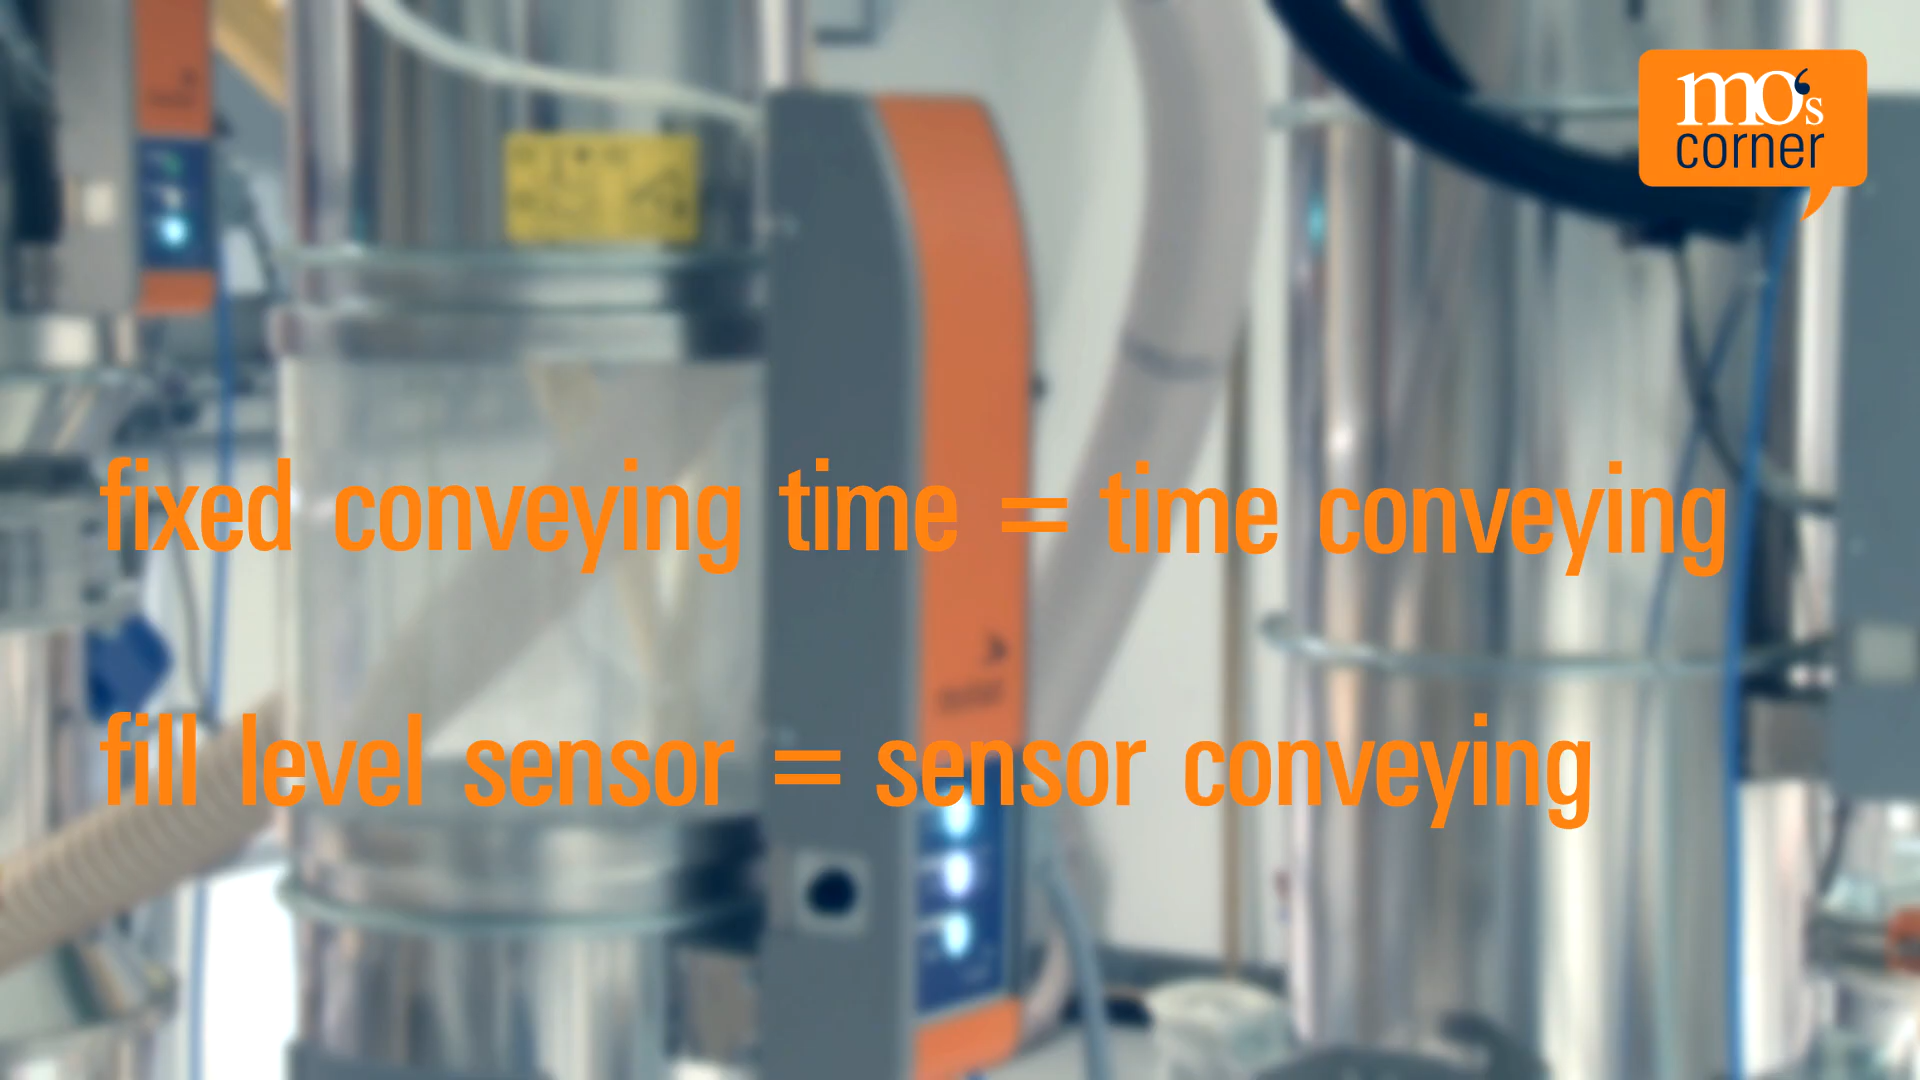 mo's
corner
fixed conveying time = time conveying
fill level sensor = sensor conveying